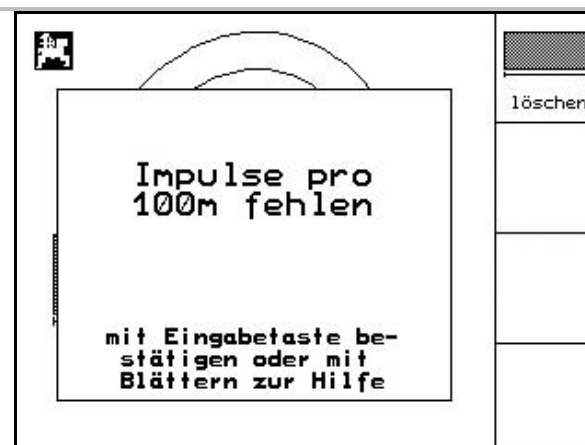 Impulse pro
100m fehlen
mit Eingabetaste be-
stätigen oder mit
Blättern zur Hilfe
löschen